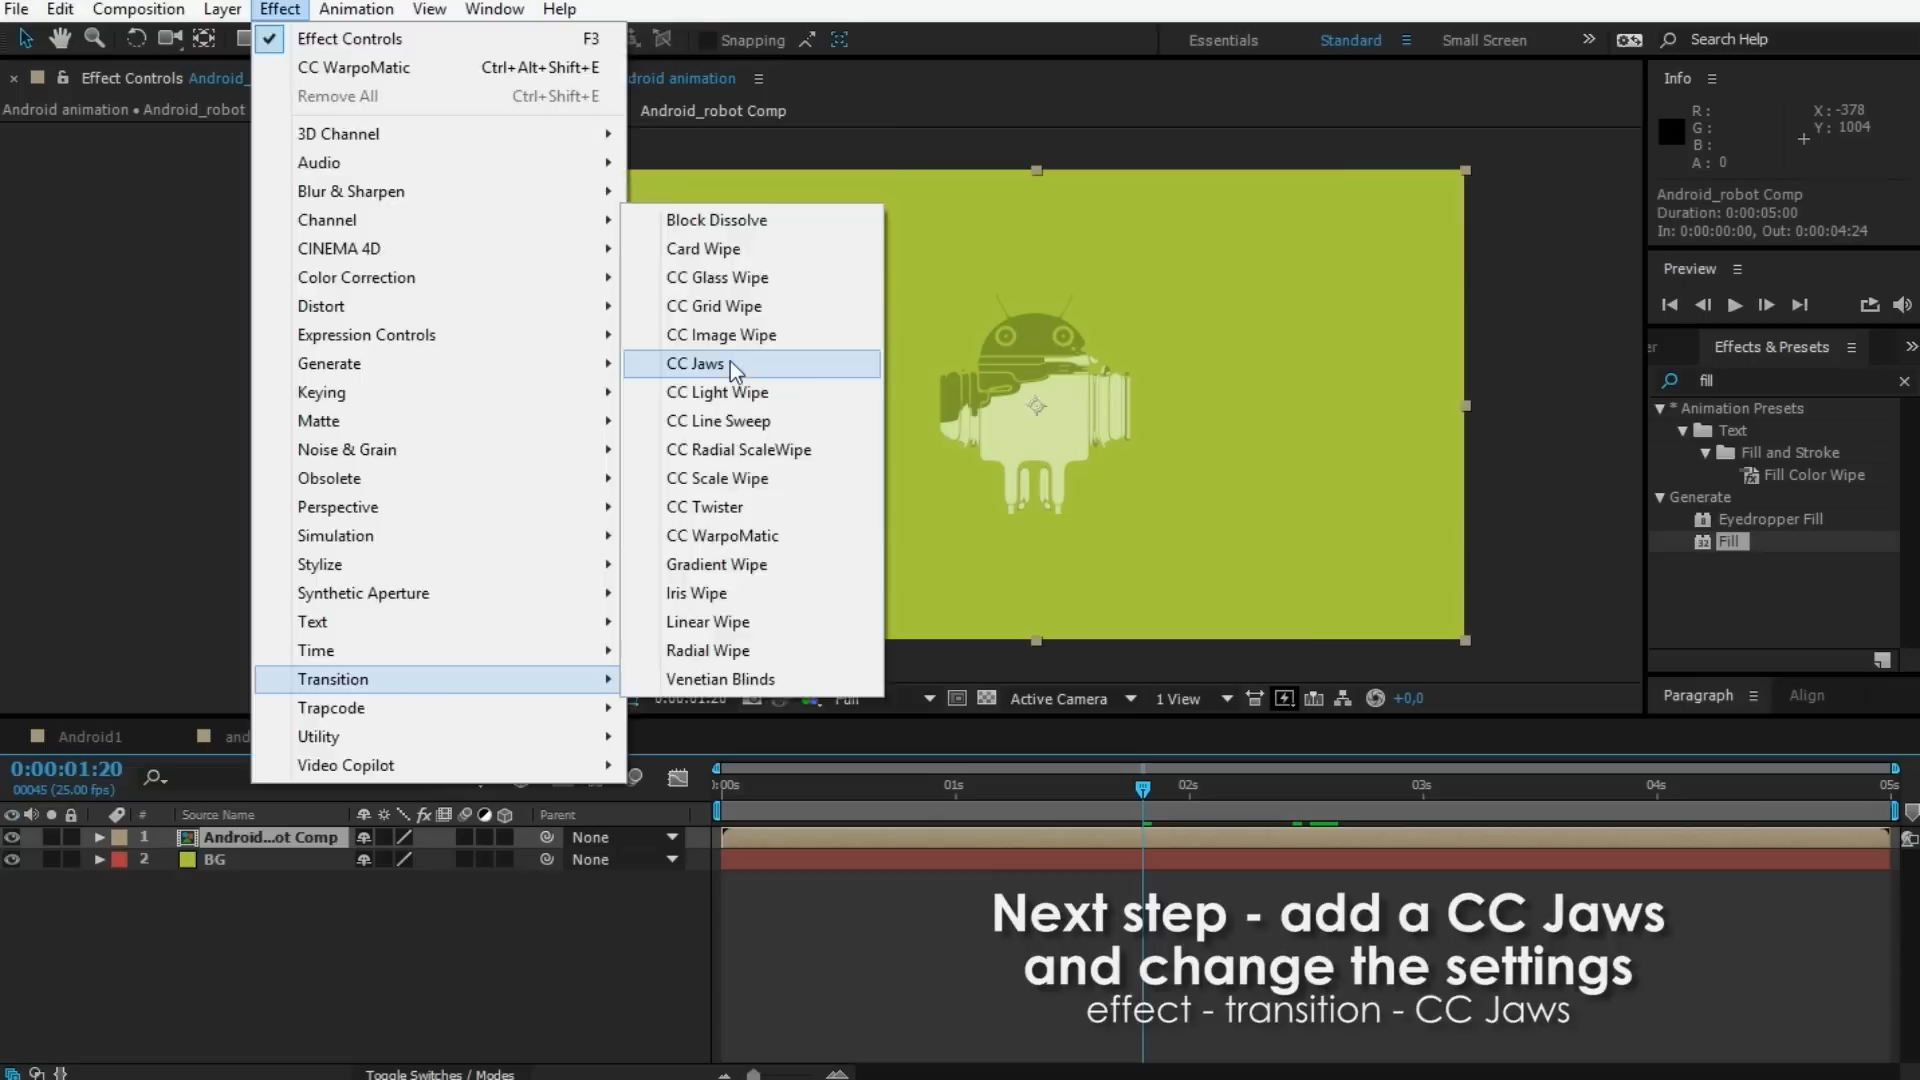 File Edit Composition Layer Effect Animation View Window Help
Snapping Essentials Standard Small Screen Search Help
Effect Controls F3
CC WarpoMatic Ctrl+Alt+Shift+E
Remove All Ctrl+Shift+E
3D Channel
Audio
Blur & Sharpen
Channel
CINEMA 4D
Color Correction
Distort
Expression Controls
Generate
Keying
Matte
Noise & Grain
Obsolete
Perspective
Simulation
Stylize
Synthetic Aperture
Text
Time
Transition
Trapcode
Utility
Video Copilot
Block Dissolve
Card Wipe
CC Glass Wipe
CC Grid Wipe
CC Image Wipe
CC Jaws
CC Light Wipe
CC Line Sweep
CC Radial ScaleWipe
CC Scale Wipe
CC Twister
CC WarpoMatic
Gradient Wipe
Iris Wipe
Linear Wipe
Radial Wipe
Venetian Blinds
Effect Controls Android_
Android animation • Android_robot
droid animation
Android_robot Comp
Active Camera 1 View +0,0
Info
R:
G:
B:
A: 0
X: -378
Y: 1004
Android_robot Comp
Duration: 0:00:05:00
In: 0:00:00:00, Out: 0:00:04:24
Preview
Effects & Presets
fill
* Animation Presets
Text
Fill and Stroke
Fill Color Wipe
Generate
Eyedropper Fill
Fill
Paragraph Align
Android1 and
0:00:01:20
00045 (25.00 fps)
# Source Name Parent
1 Android...ot Comp None
2 BG None
:00s 01s 02s 03s 04s 05s
Next step - add a CC Jaws
and change the settings
effect - transition - CC Jaws
Toggle Switches / Modes